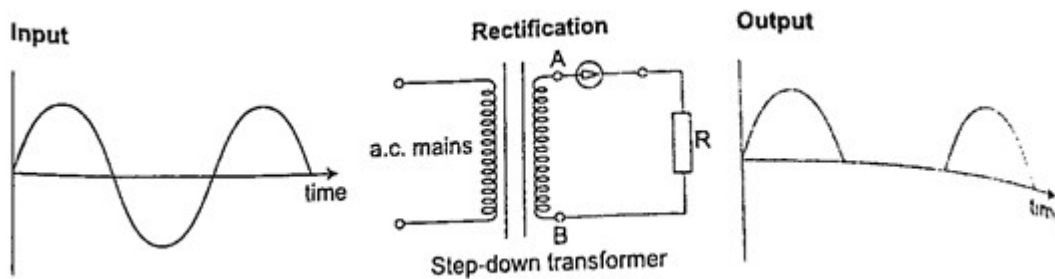 Input
Rectification
Output
A
a.c. mains
R
time
B
Step-down transformer